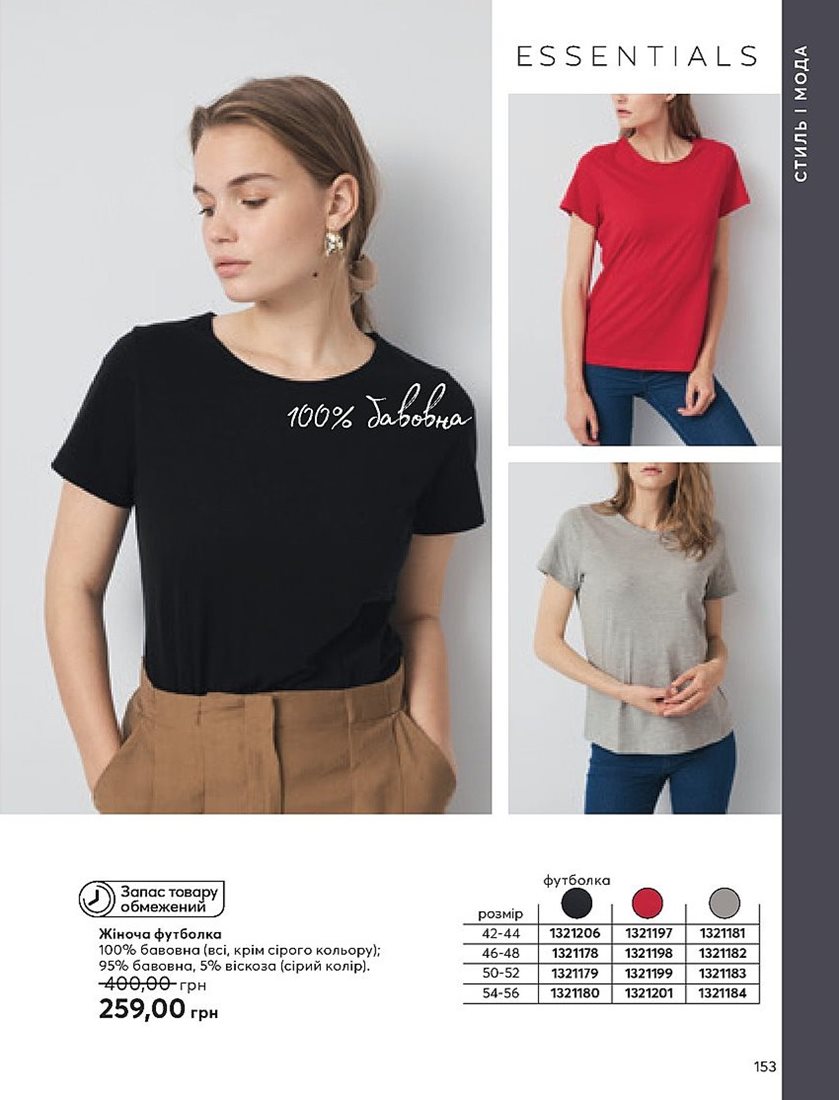 ESSENTIALS
СТИЛЬ І МОДА
100% бавовна
Запас товару
обмежений
Жіноча футболка
100% бавовна (всі, крім сірого кольору);
95% бавовна, 5% віскоза (сірий колір).
400,00 грн
259,00 грн
футболка
розмір
42-44 1321206 1321197 1321181
46-48 1321178 1321198 1321182
50-52 1321179 1321199 1321183
54-56 1321180 1321201 1321184
153